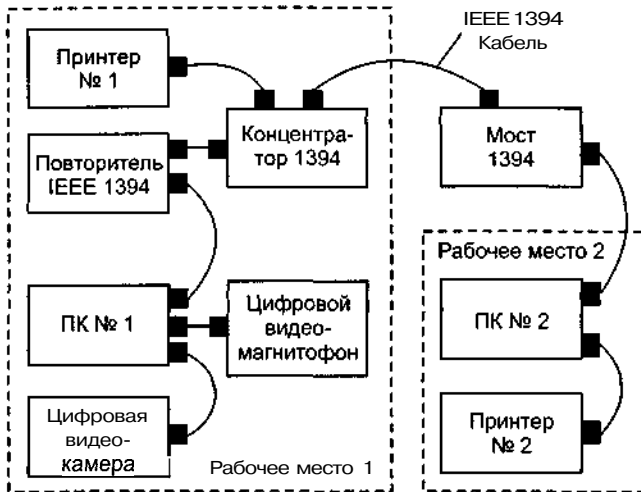 IEEE 1394
Кабель
Принтер
№ 1
Концентра-
тор 1394
Мост
1394
Повторитель
IEEE 1394
Рабочее место 2
ПК № 1
Цифровой
видео-
магнитофон
ПК № 2
Цифровая
видео-
камера
Принтер
№ 2
Рабочее место 1